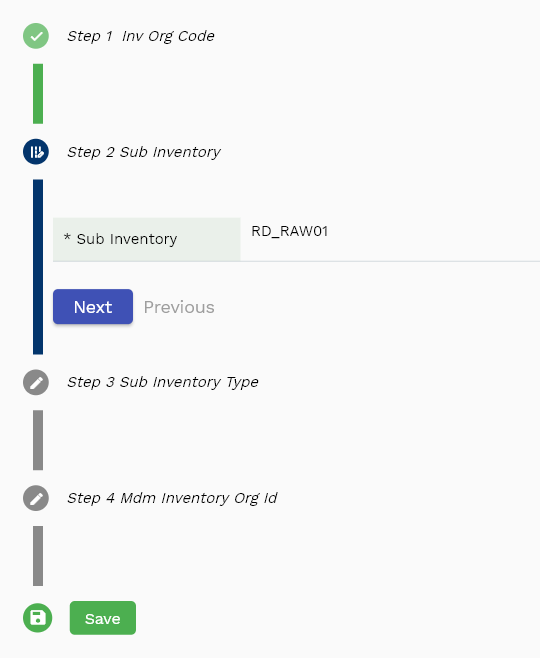 Step 1  Inv Org Code
Step 2 Sub Inventory
* Sub Inventory RD_RAW01
Next Previous
Step 3 Sub Inventory Type
Step 4 Mdm Inventory Org Id
Save